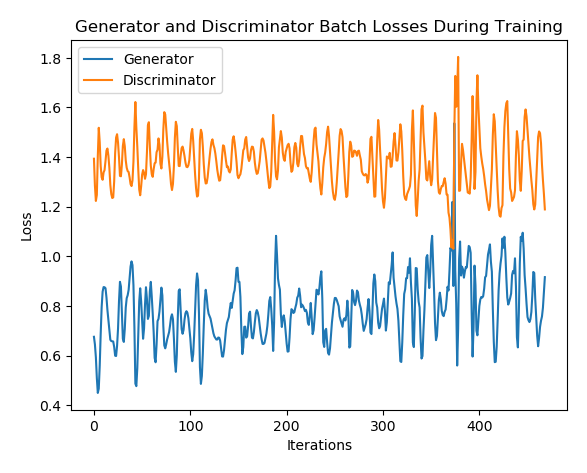 Generator and Discriminator Batch Losses During Training
Generator
Discriminator
1.8
1.6
1.4
1.2
1.0
0.8
0.6
0.4
Loss
0 100 200 300 400
Iterations